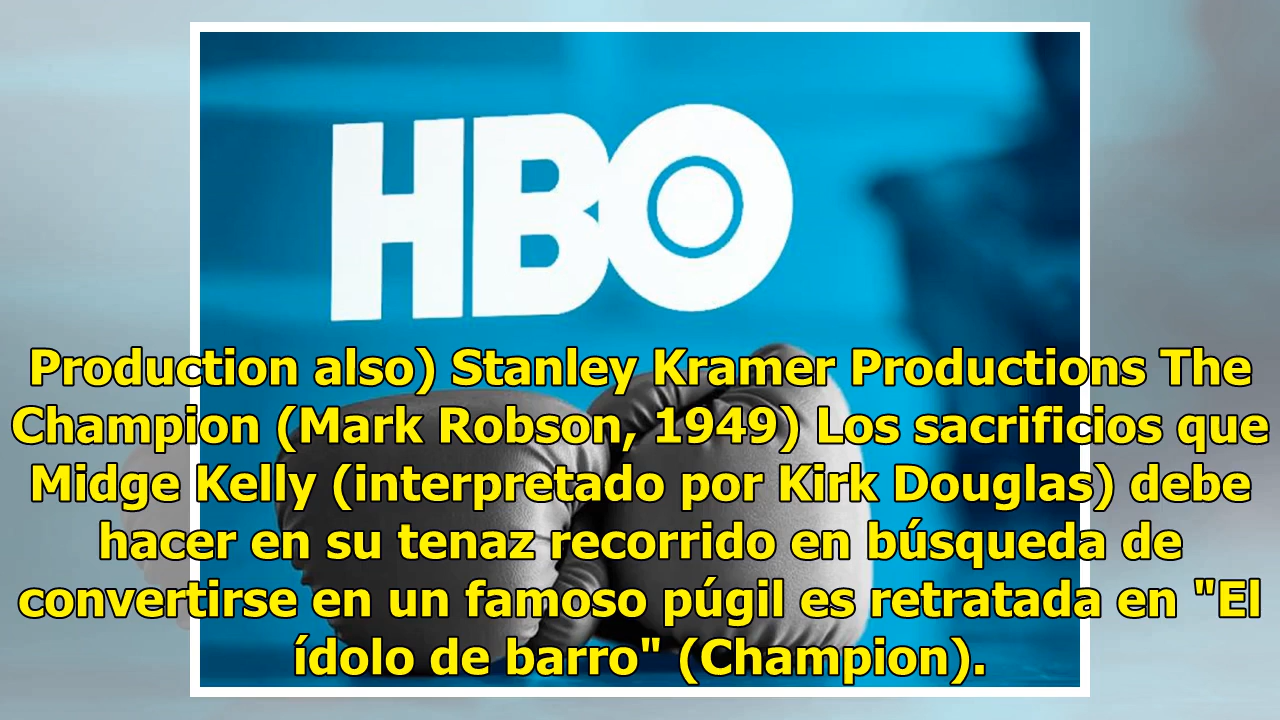 HBO
Production also) Stanley Kramer Productions The
Champion (Mark Robson, 1949) Los sacrificios que
Midge Kelly (interpretado por Kirk Douglas) debe
hacer en su tenaz recorrido en búsqueda de
convertirse en un famoso púgil es retratada en "El
ídolo de barro" (Champion).